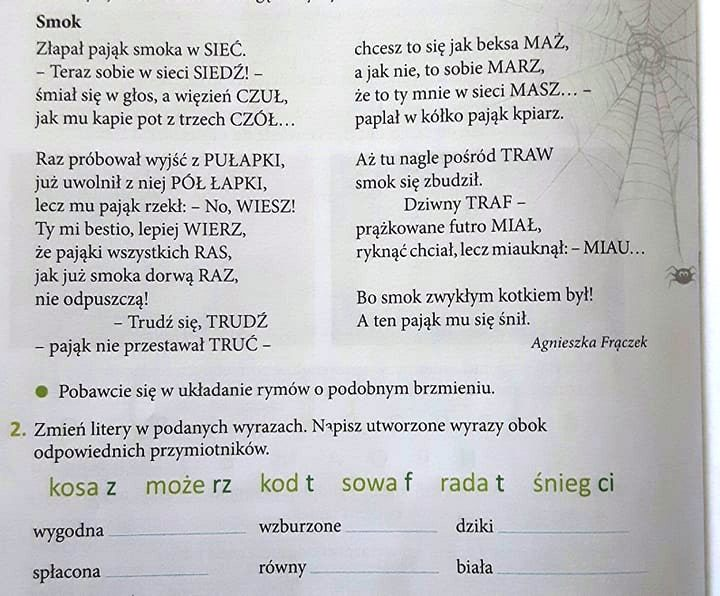 Smok
Złapał pająk smoka w SIEĆ.
– Teraz sobie w sieci SIEDŹ! –
śmiał się w głos, a więzień CZUŁ,
jak mu kapie pot z trzech CZÓŁ…
Raz próbował wyjść z PUŁAPKI,
już uwolnił z niej PÓŁ ŁAPKI,
lecz mu pająk rzekł: – No, WIESZ!
Ty mi bestio, lepiej WIERZ,
że pająki wszystkich RAS,
jak już smoka dorwą RAZ,
nie odpuszczą!
– Trudź się, TRUDŹ
– pająk nie przestawał TRUĆ –
chcesz to się jak beksa MAŻ,
a jak nie, to sobie MARZ,
że to ty mnie w sieci MASZ… –
paplał w kółko pająk kpiarz.
Aż tu nagle pośród TRAW
smok się zbudził.
Dziwny TRAF –
prążkowane futro MIAŁ,
ryknąć chciał, lecz miauknął: – MIAU…
Bo smok zwykłym kotkiem był!
A ten pająk mu się śnił.
Agnieszka Frączek
Pobawcie się w układanie rymów o podobnym brzmieniu.
2. Zmień litery w podanych wyrazach. Napisz utworzone wyrazy obok
odpowiednich przymiotników.
kosa z może rz kod t sowa f rada t śnieg ci
wygodna wzburzone dziki
spłacona równy biała